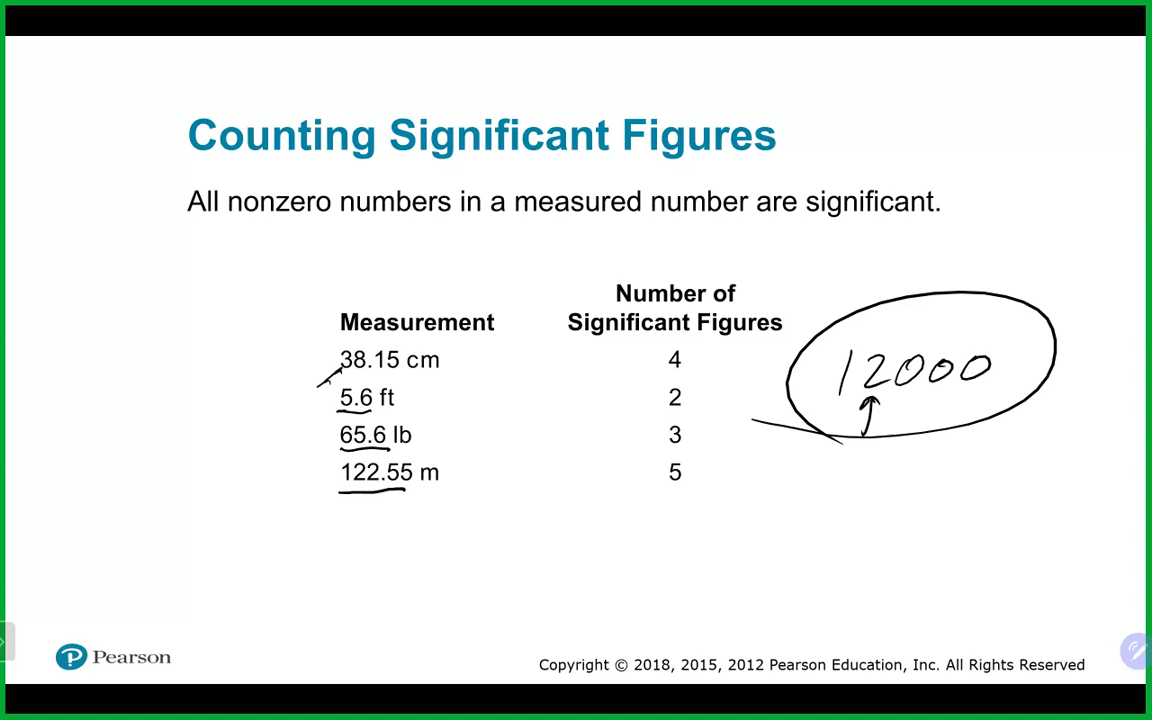 Counting Significant Figures
All nonzero numbers in a measured number are significant.
Number of
Measurement Significant Figures
38.15 cm 4
5.6 ft 2
65.6 lb 3
122.55 m 5
12000
Pearson
Copyright © 2018, 2015, 2012 Pearson Education, Inc. All Rights Reserved